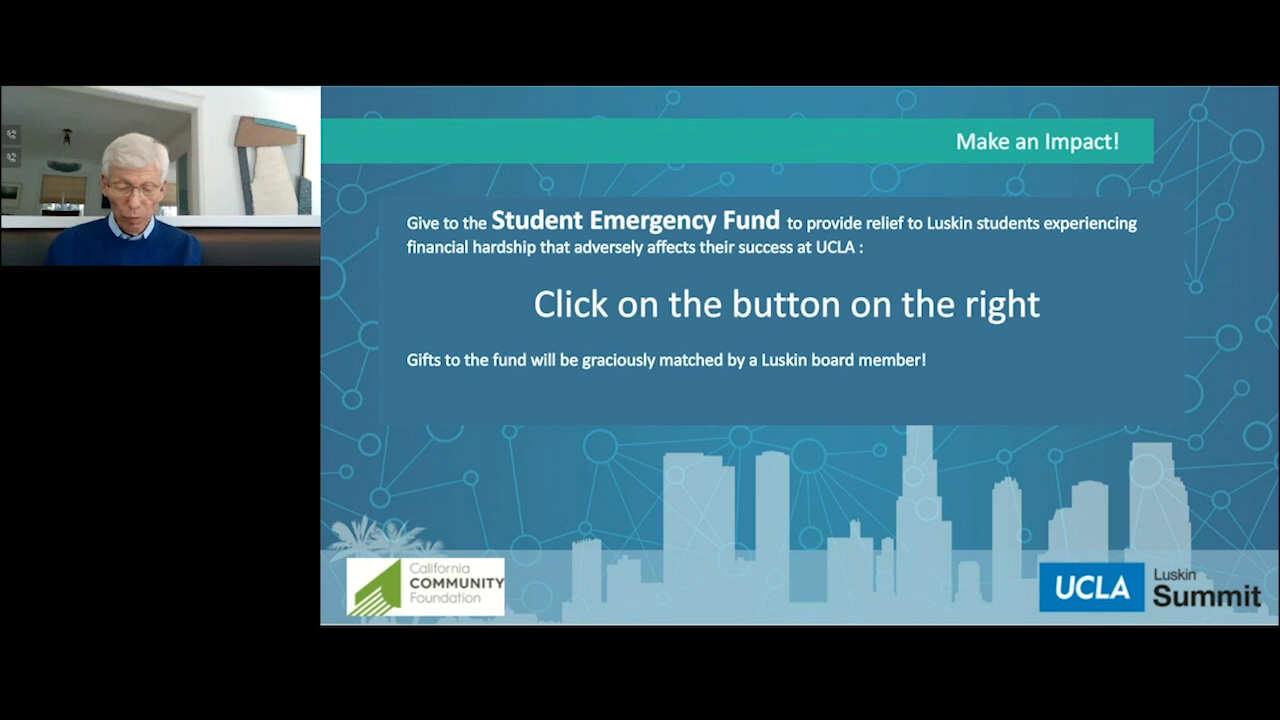 Make an Impact!
Give to the Student Emergency Fund to provide relief to Luskin students experiencing
financial hardship that adversely affects their success at UCLA :
Click on the button on the right
Gifts to the fund will be graciously matched by a Luskin board member!
California
COMMUNITY
Foundation
UCLA
Luskin
Summit